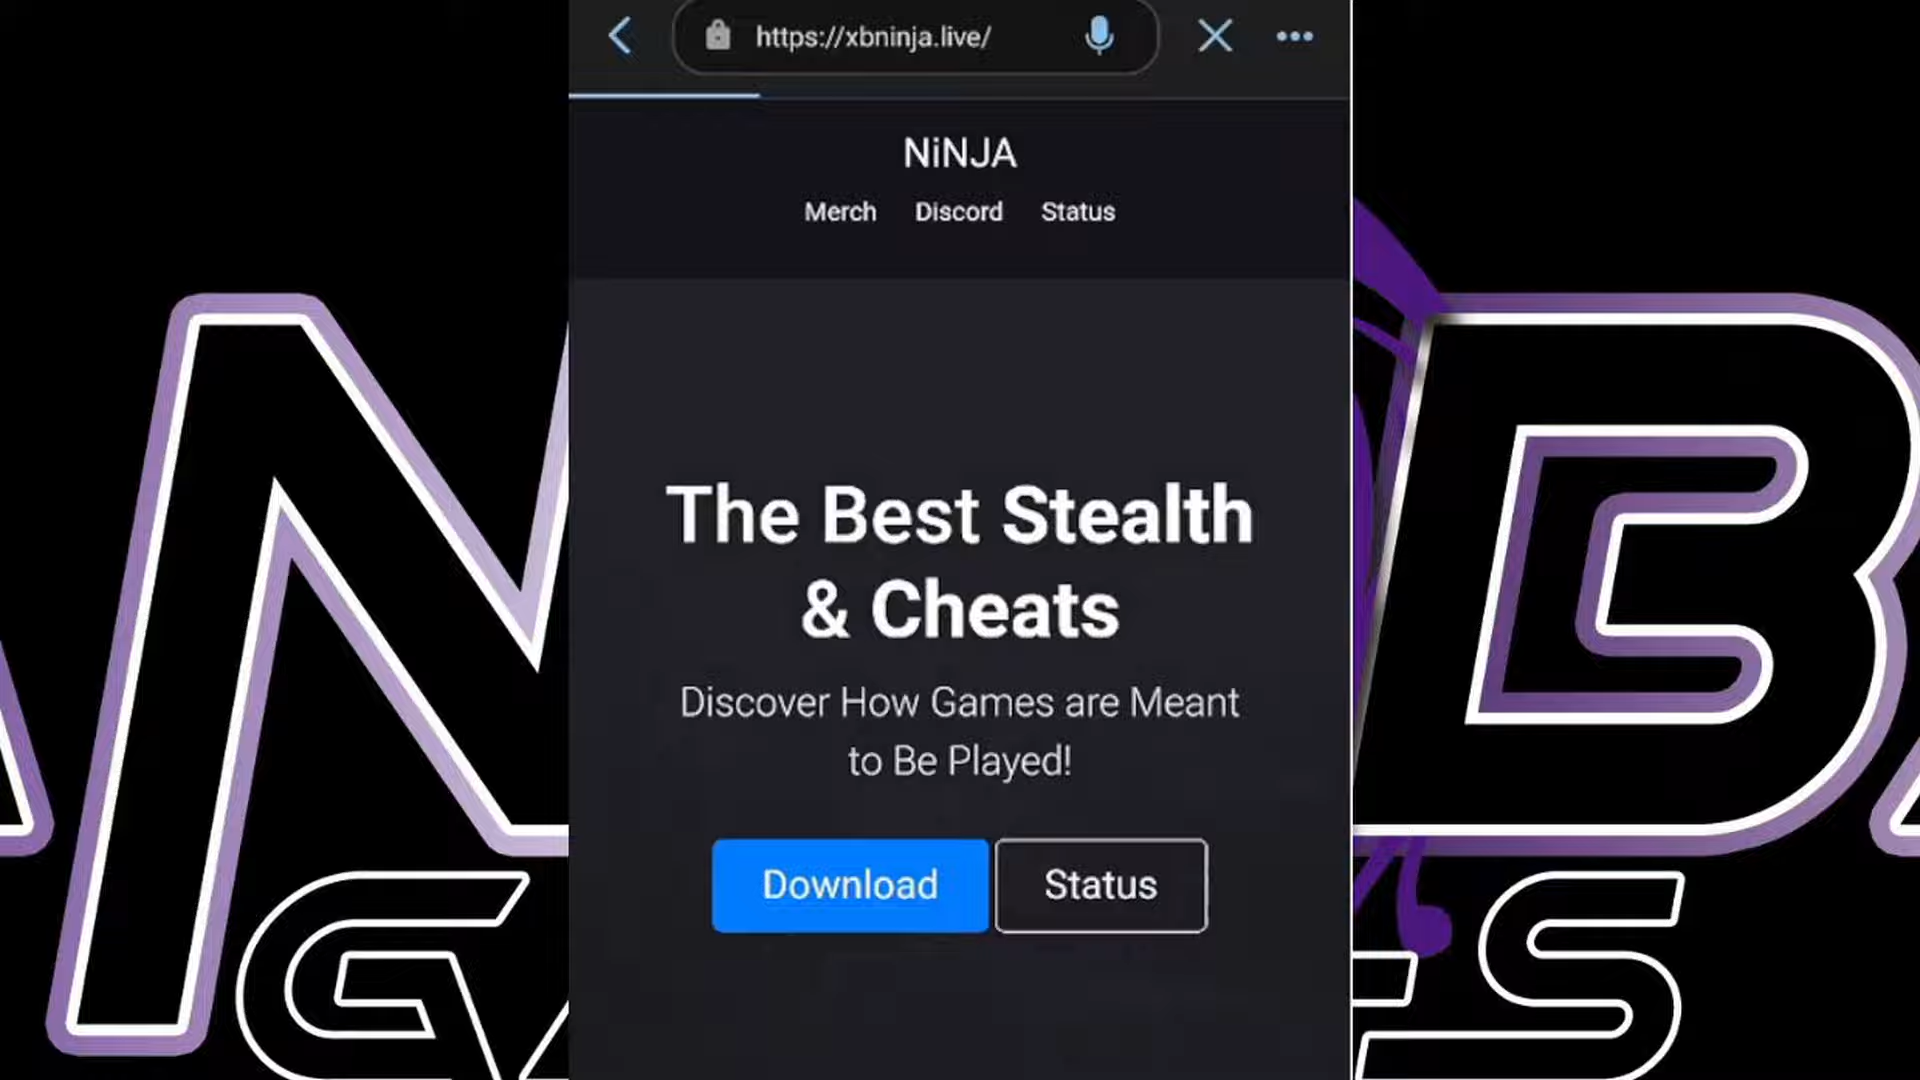 https://xbninja.live/
NiNJA
Merch Discord Status
The Best Stealth
& Cheats
Discover How Games are Meant
to Be Played!
Download Status